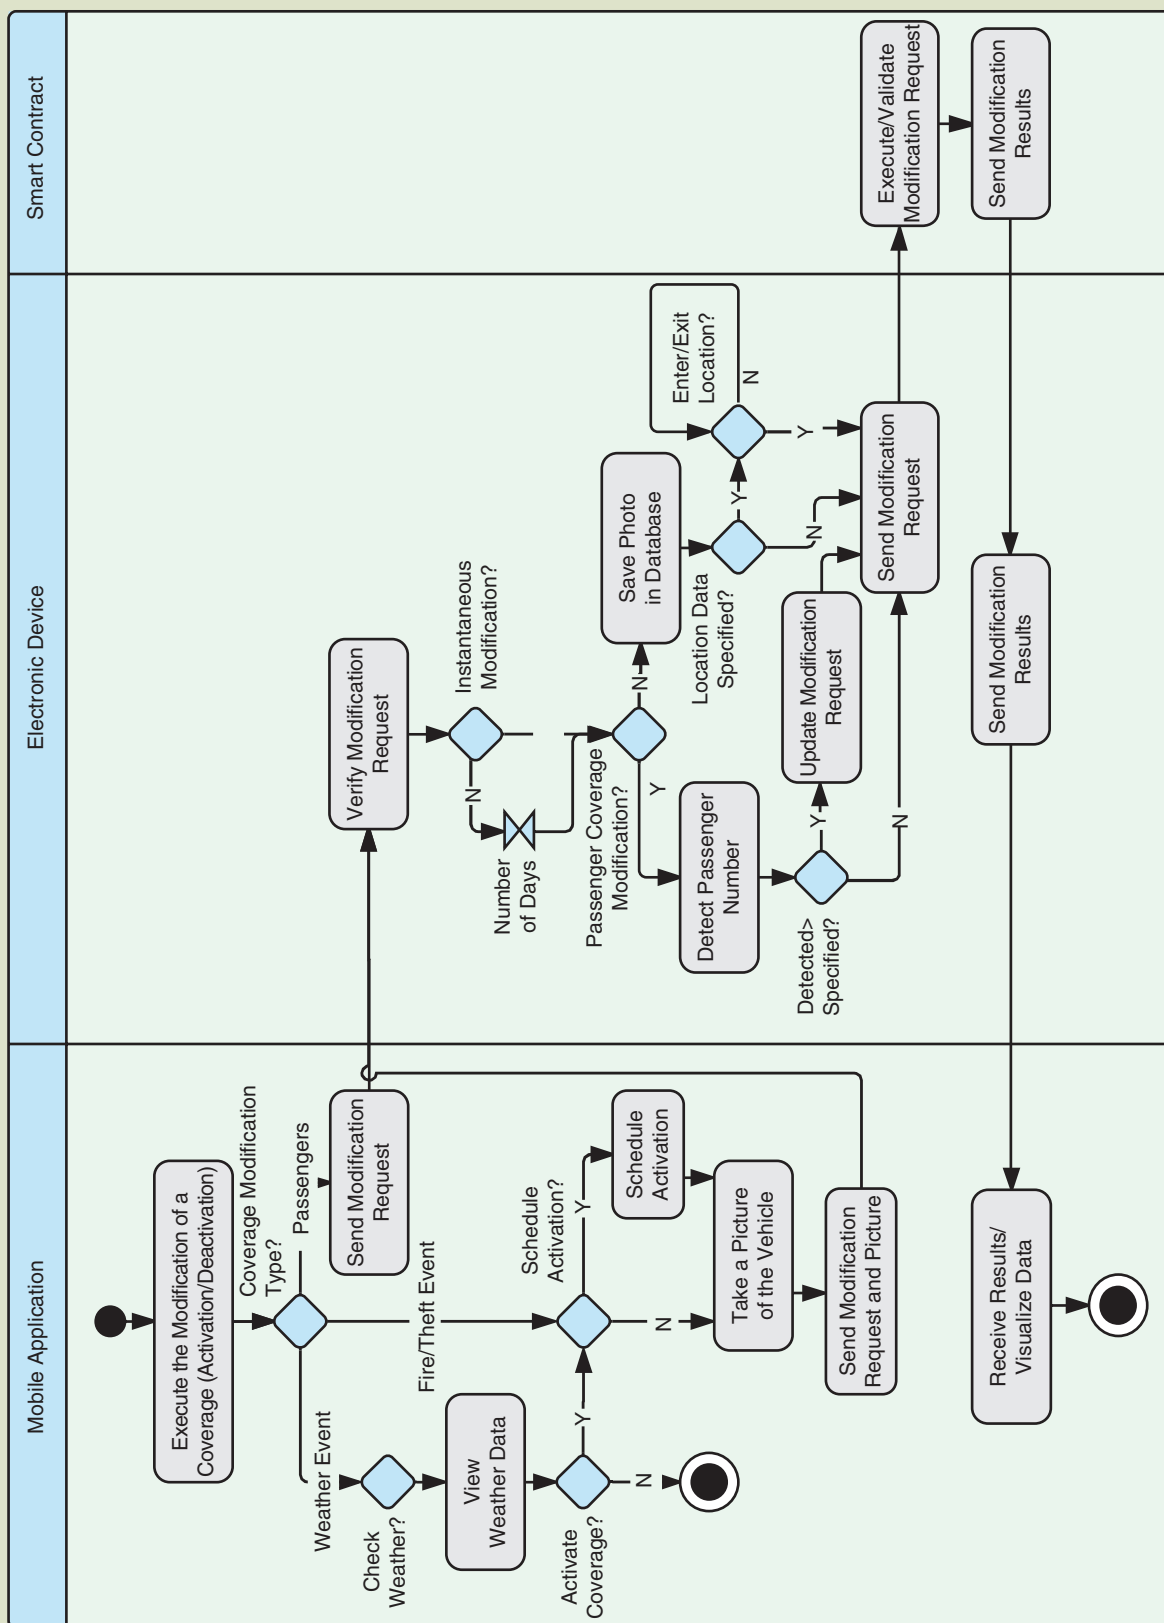 Mobile Application
Electronic Device
Smart Contract
Execute the Modification of a
Coverage (Activation/Deactivation)
Coverage Modification
Type?
Passengers
Send Modification
Request
Weather Event
Fire/Theft Event
Check
Weather?
View
Weather Data
Activate
Coverage?
Y
N
Schedule
Activation?
Y
N
Schedule
Activation
Take a Picture
of the Vehicle
Send Modification
Request and Picture
Receive Results/
Visualize Data
Verify Modification
Request
Instantaneous
Modification?
N
Number
of Days
Passenger Coverage
Modification?
N
Y
Save Photo
in Database
Detect Passenger
Number
Location Data
Specified?
Y
N
Enter/Exit
Location?
N
Y
Detected>
Specified?
Y
N
Update Modification
Request
Send Modification
Request
Send Modification
Results
Execute/Validate
Modification Request
Send Modification
Results